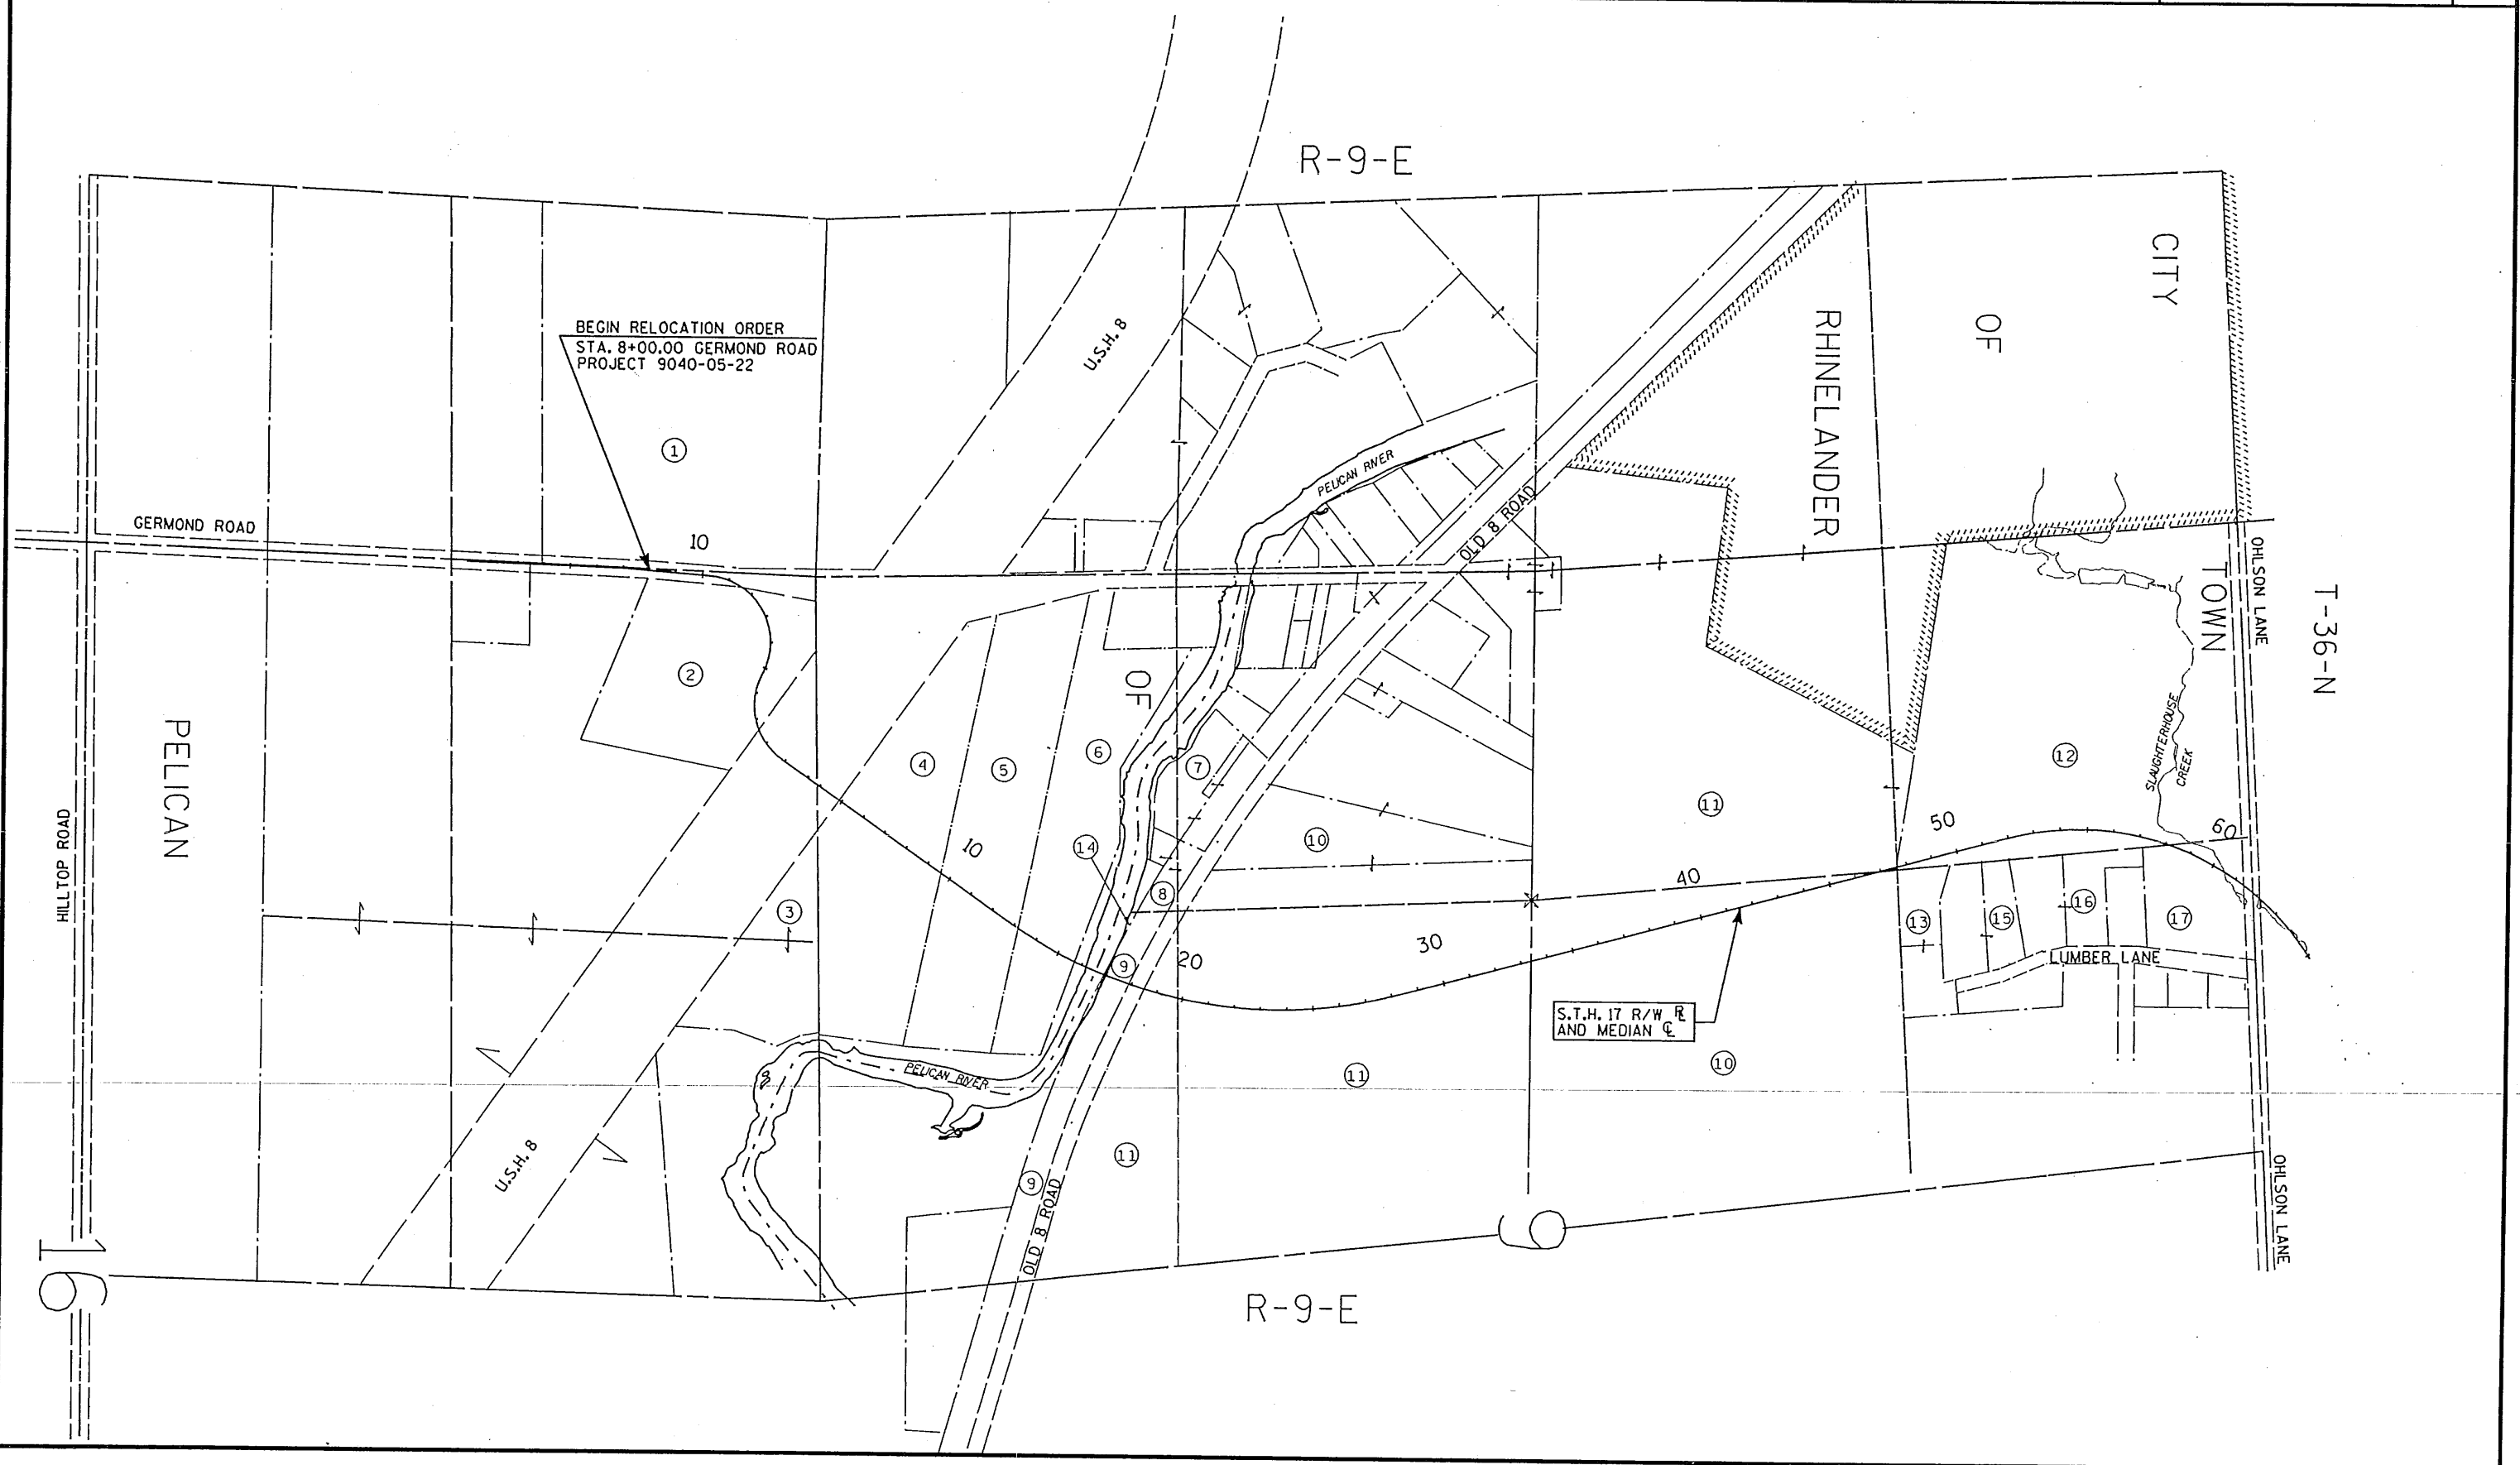 R-9-E
CITY
OF
RHINELANDER
BEGIN RELOCATION ORDER
STA. 8+00.00 GERMOND ROAD
PROJECT 9040-05-22
U.S.H. 8
1
PELICAN RIVER
OLD 8 ROAD
GERMOND ROAD
10
OHLSON LANE
TOWN
T-36-N
2
OF
PELICAN
HILLTOP ROAD
4
5
6
7
SLAUGHTERHOUSE
CREEK
12
11
10
14
10
50
60
40
8
3
13
15
16
17
30
20
9
LUMBER LANE
S.T.H. 17 R/W RL
AND MEDIAN CL
10
11
PELICAN RIVER
11
9
OLD 8 ROAD
U.S.H. 8
OHLSON LANE
16
9
R-9-E